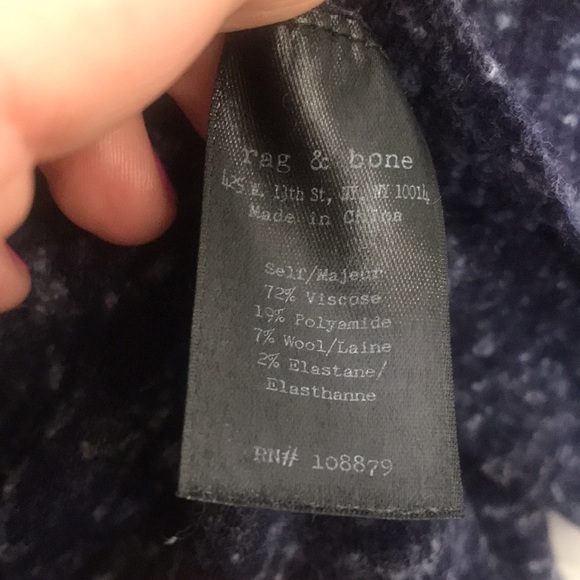 rag & bone
425 W. 13th St, NY, NY 10014
Made in China
Self/Majeur
72% Viscose
19% Polyamide
7% Wool/Laine
2% Elastane/
Elasthanne
RN# 108879